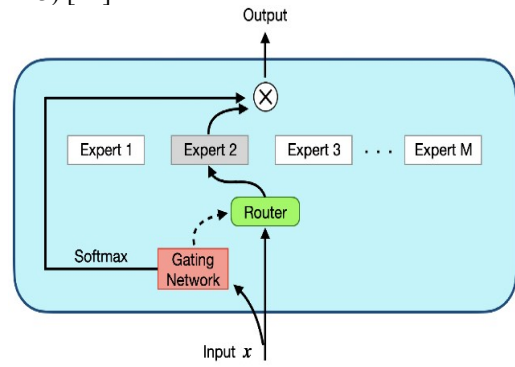 Output
Expert 1
Expert 2
Expert 3
. . .
Expert M
Router
Softmax
Gating
Network
Input x